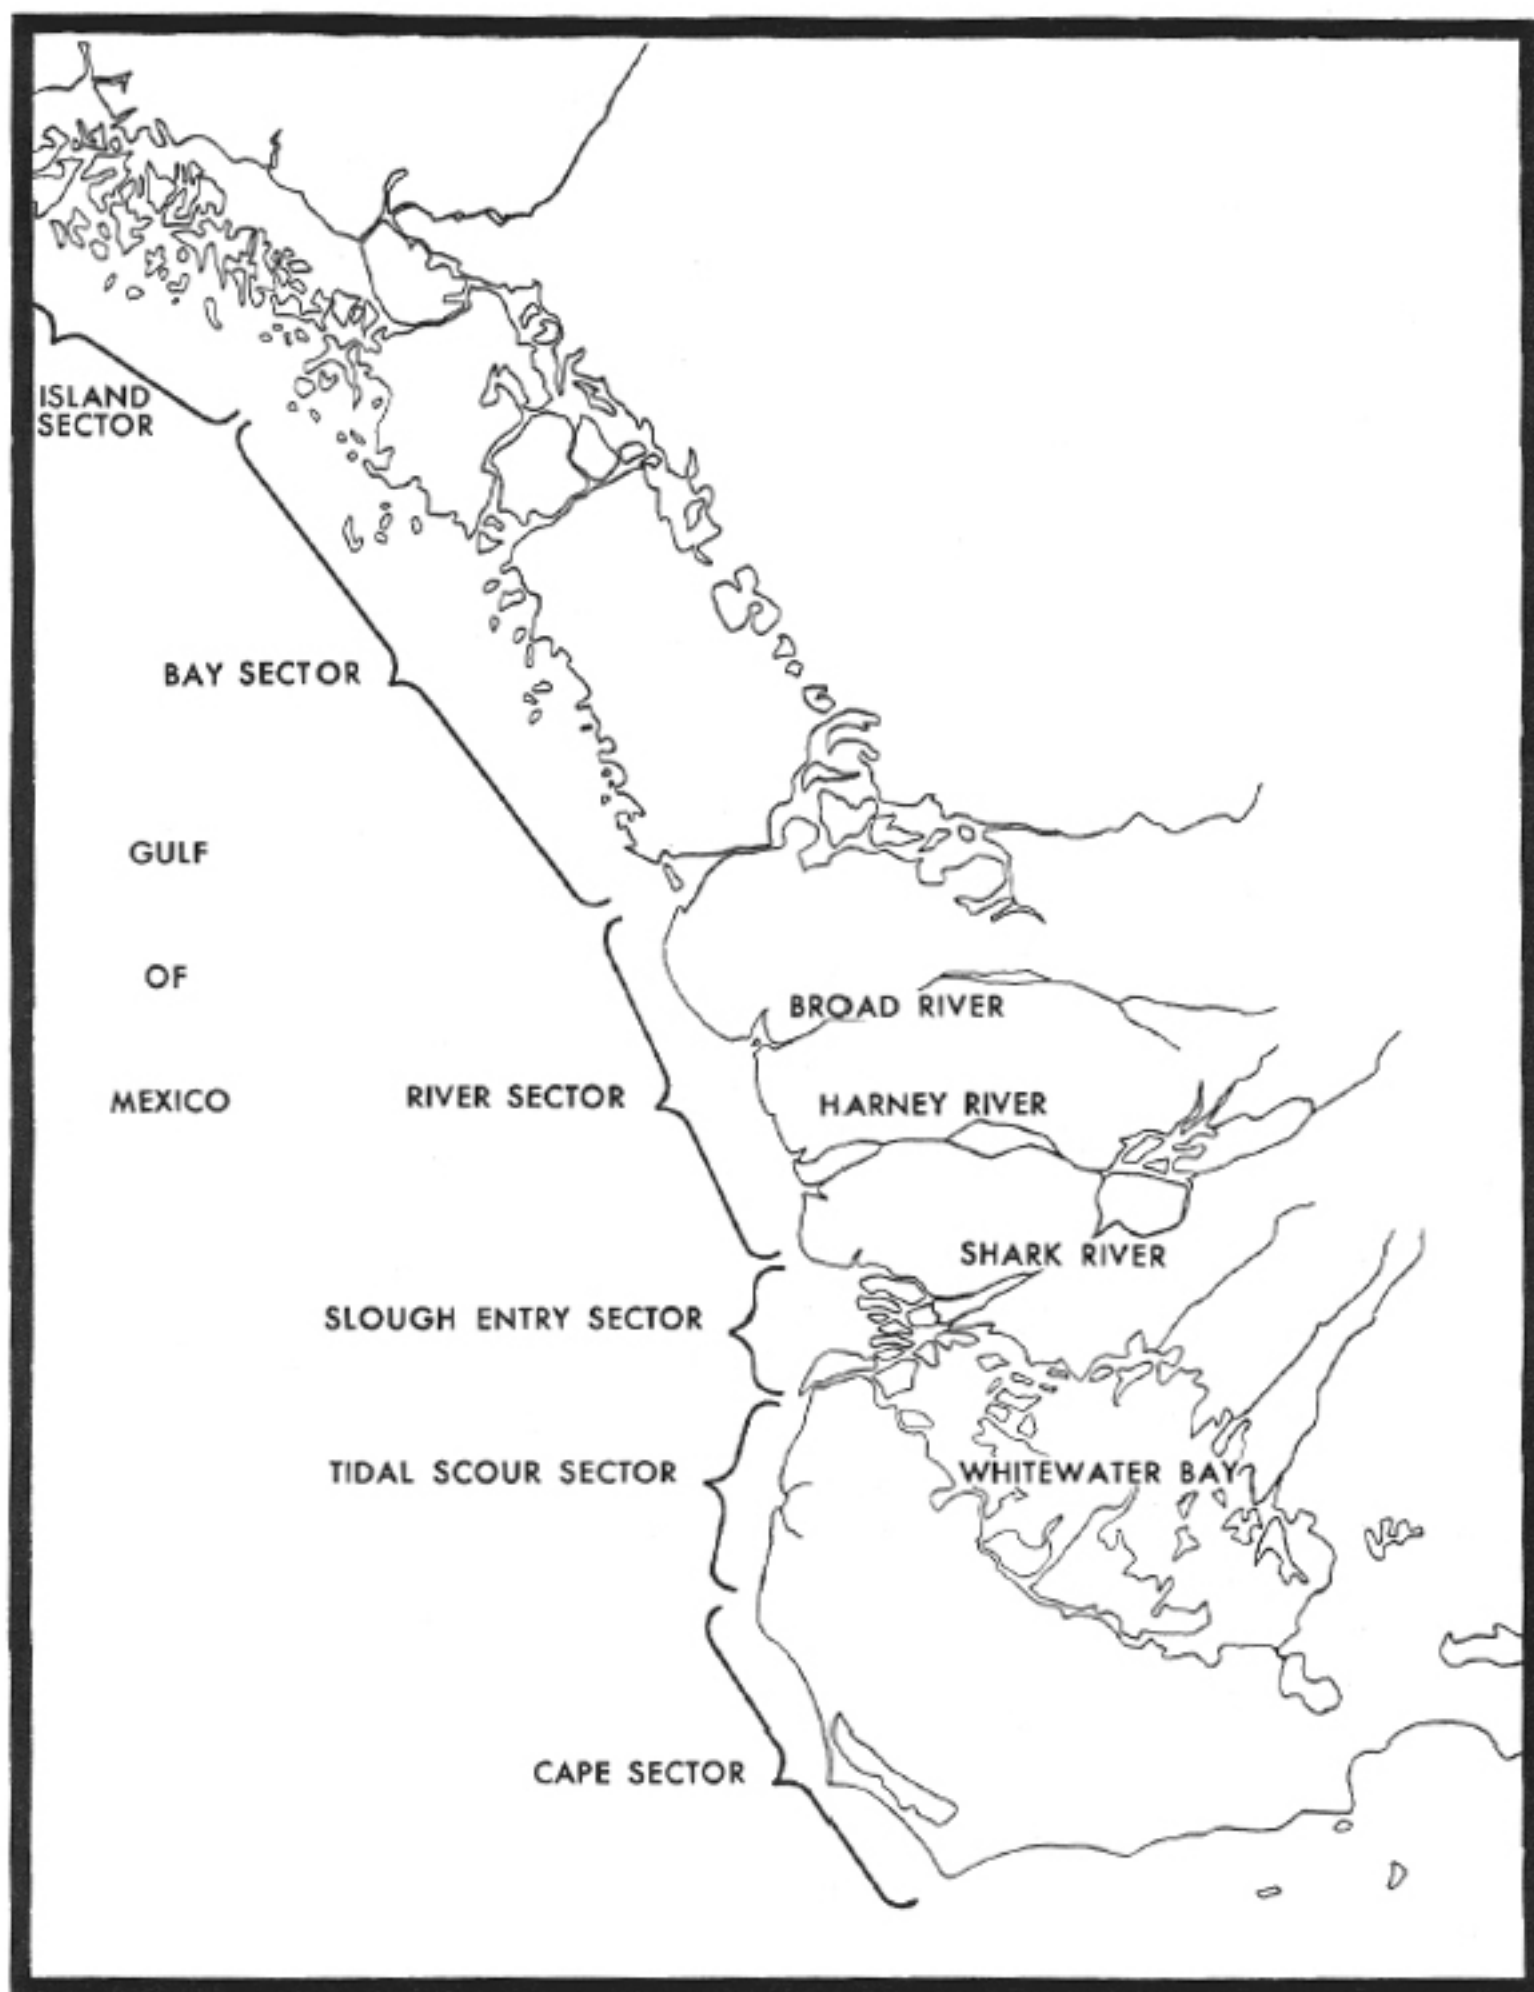 ISLAND
SECTOR
BAY SECTOR
GULF
OF
MEXICO
BROAD RIVER
RIVER SECTOR
HARNEY RIVER
SHARK RIVER
SLOUGH ENTRY SECTOR
TIDAL SCOUR SECTOR
WHITEWATER BAY
CAPE SECTOR